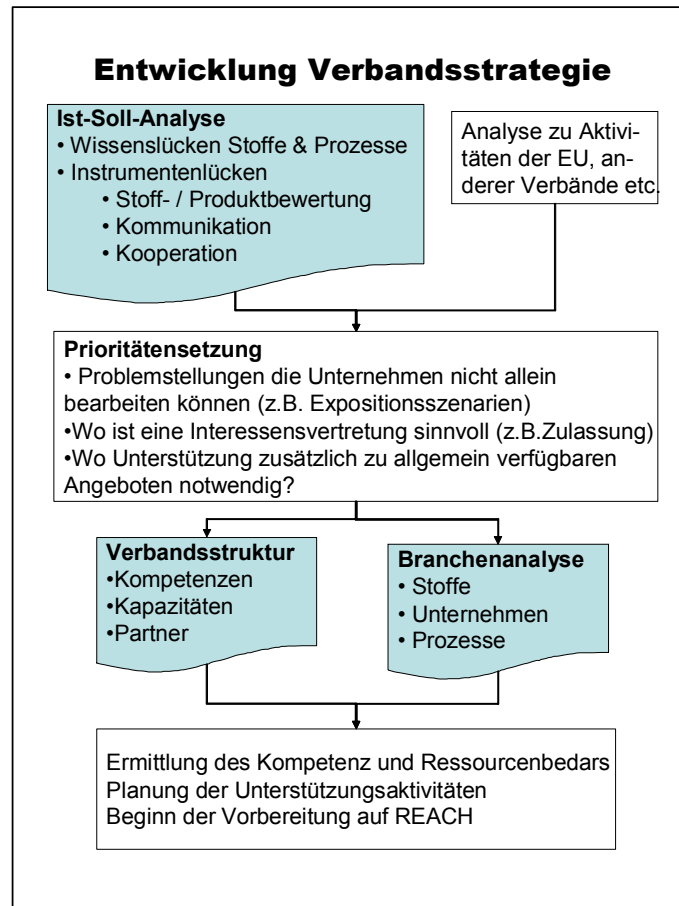 Entwicklung Verbandsstrategie
Ist-Soll-Analyse
• Wissenslücken Stoffe & Prozesse
• Instrumentenlücken
• Stoff- / Produktbewertung
• Kommunikation
• Kooperation
Analyse zu Aktivi-
täten der EU, an-
derer Verbände etc.
Prioritätensetzung
• Problemstellungen die Unternehmen nicht allein
bearbeiten können (z.B. Expositionsszenarien)
•Wo ist eine Interessensvertretung sinnvoll (z.B.Zulassung)
•Wo Unterstützung zusätzlich zu allgemein verfügbaren
Angeboten notwendig?
Verbandsstruktur
•Kompetenzen
•Kapazitäten
•Partner
Branchenanalyse
• Stoffe
• Unternehmen
• Prozesse
Ermittlung des Kompetenz und Ressourcenbedars
Planung der Unterstützungsaktivitäten
Beginn der Vorbereitung auf REACH